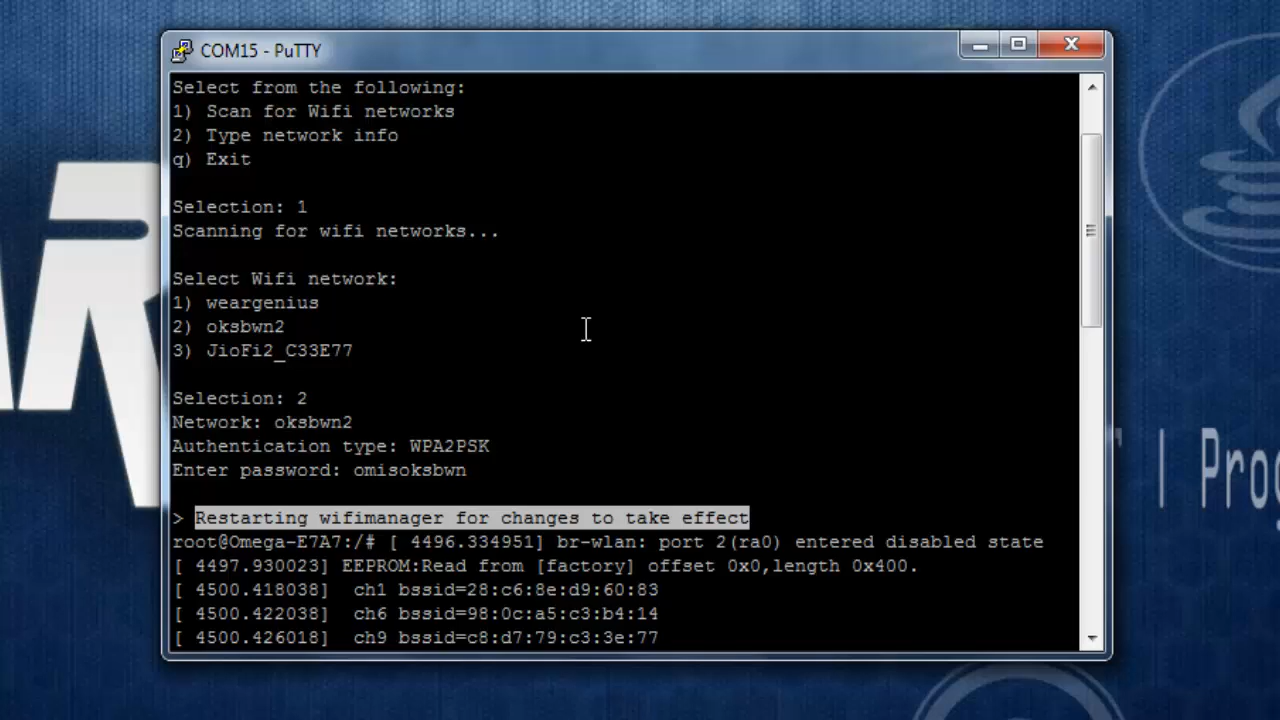 COM15 - PuTTY
Select from the following:
1) Scan for Wifi networks
2) Type network info
q) Exit
Selection: 1
Scanning for wifi networks...
Select Wifi network:
1) weargenius
2) oksbwn2
3) JioFi2_C33E77
Selection: 2
Network: oksbwn2
Authentication type: WPA2PSK
Enter password: omisoksbwn
> Restarting wifimanager for changes to take effect
root@Omega-E7A7:/# [ 4496.334951] br-wlan: port 2(ra0) entered disabled state
[ 4497.930023] EEPROM:Read from [factory] offset 0x0,length 0x400.
[ 4500.418038]  ch1 bssid=28:c6:8e:d9:60:83
[ 4500.422038]  ch6 bssid=98:0c:a5:c3:b4:14
[ 4500.426018]  ch9 bssid=c8:d7:79:c3:3e:77